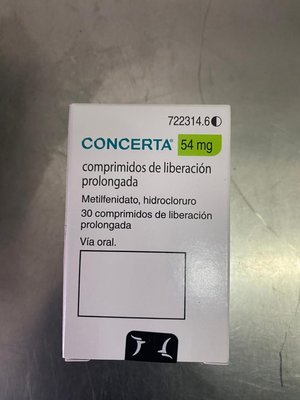 722314.6
CONCERTA® 54 mg
comprimidos de liberación
prolongada
Metilfenidato, hidrocloruro
30 comprimidos de liberación
prolongada
Vía oral.